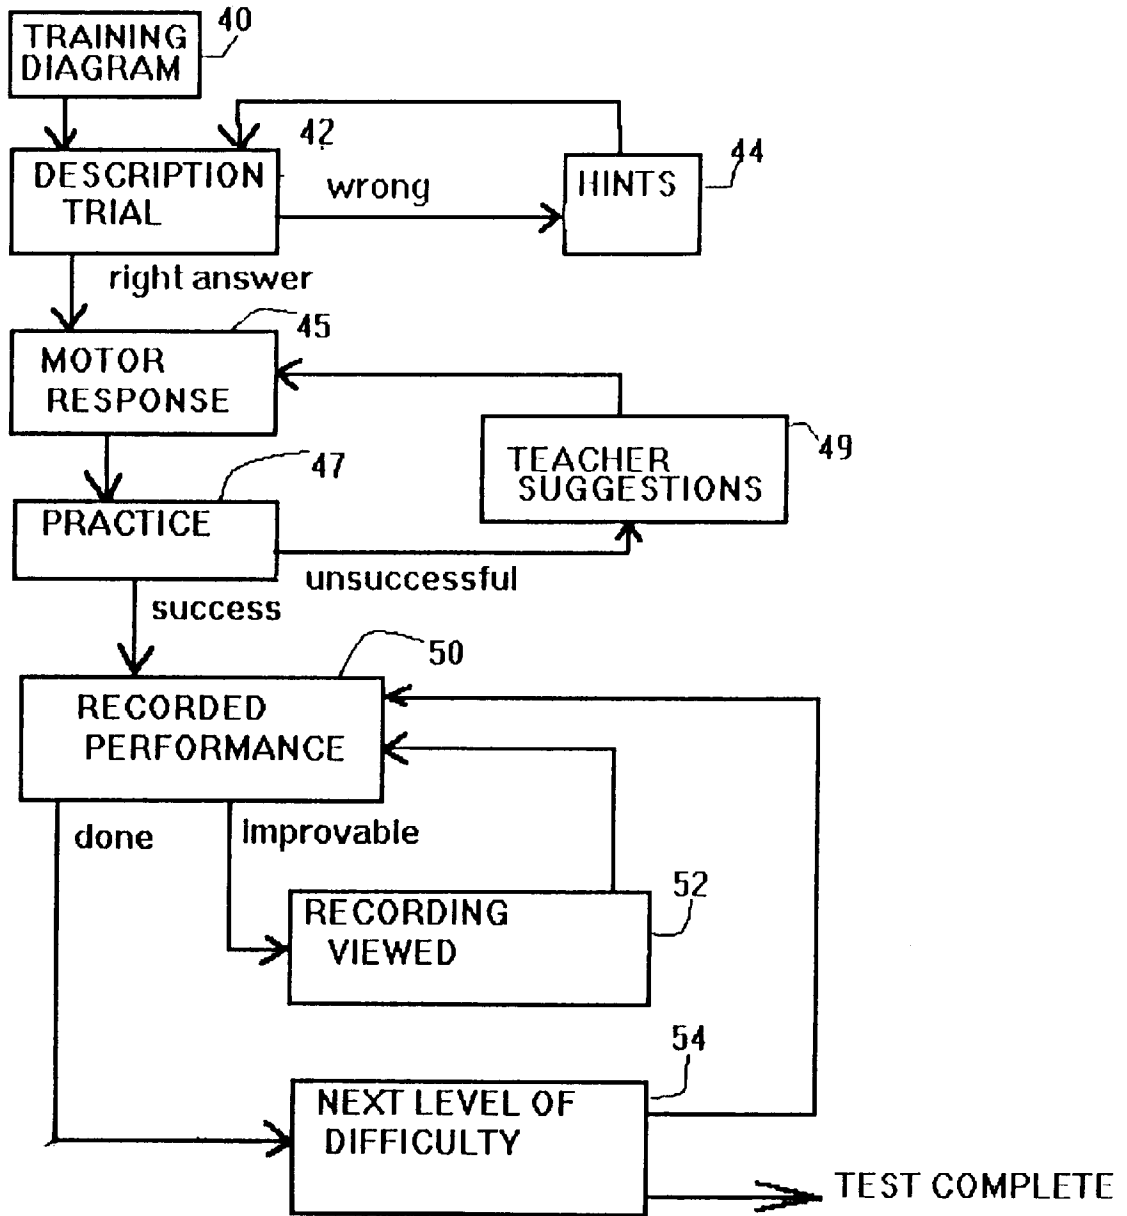 TRAINING
DIAGRAM
40
DESCRIPTION
TRIAL
42
wrong
HINTS
44
right answer
MOTOR
RESPONSE
45
TEACHER
SUGGESTIONS
49
PRACTICE
47
unsuccessful
success
RECORDED
PERFORMANCE
50
done
Improvable
RECORDING
VIEWED
52
NEXT LEVEL OF
DIFFICULTY
54
TEST COMPLETE